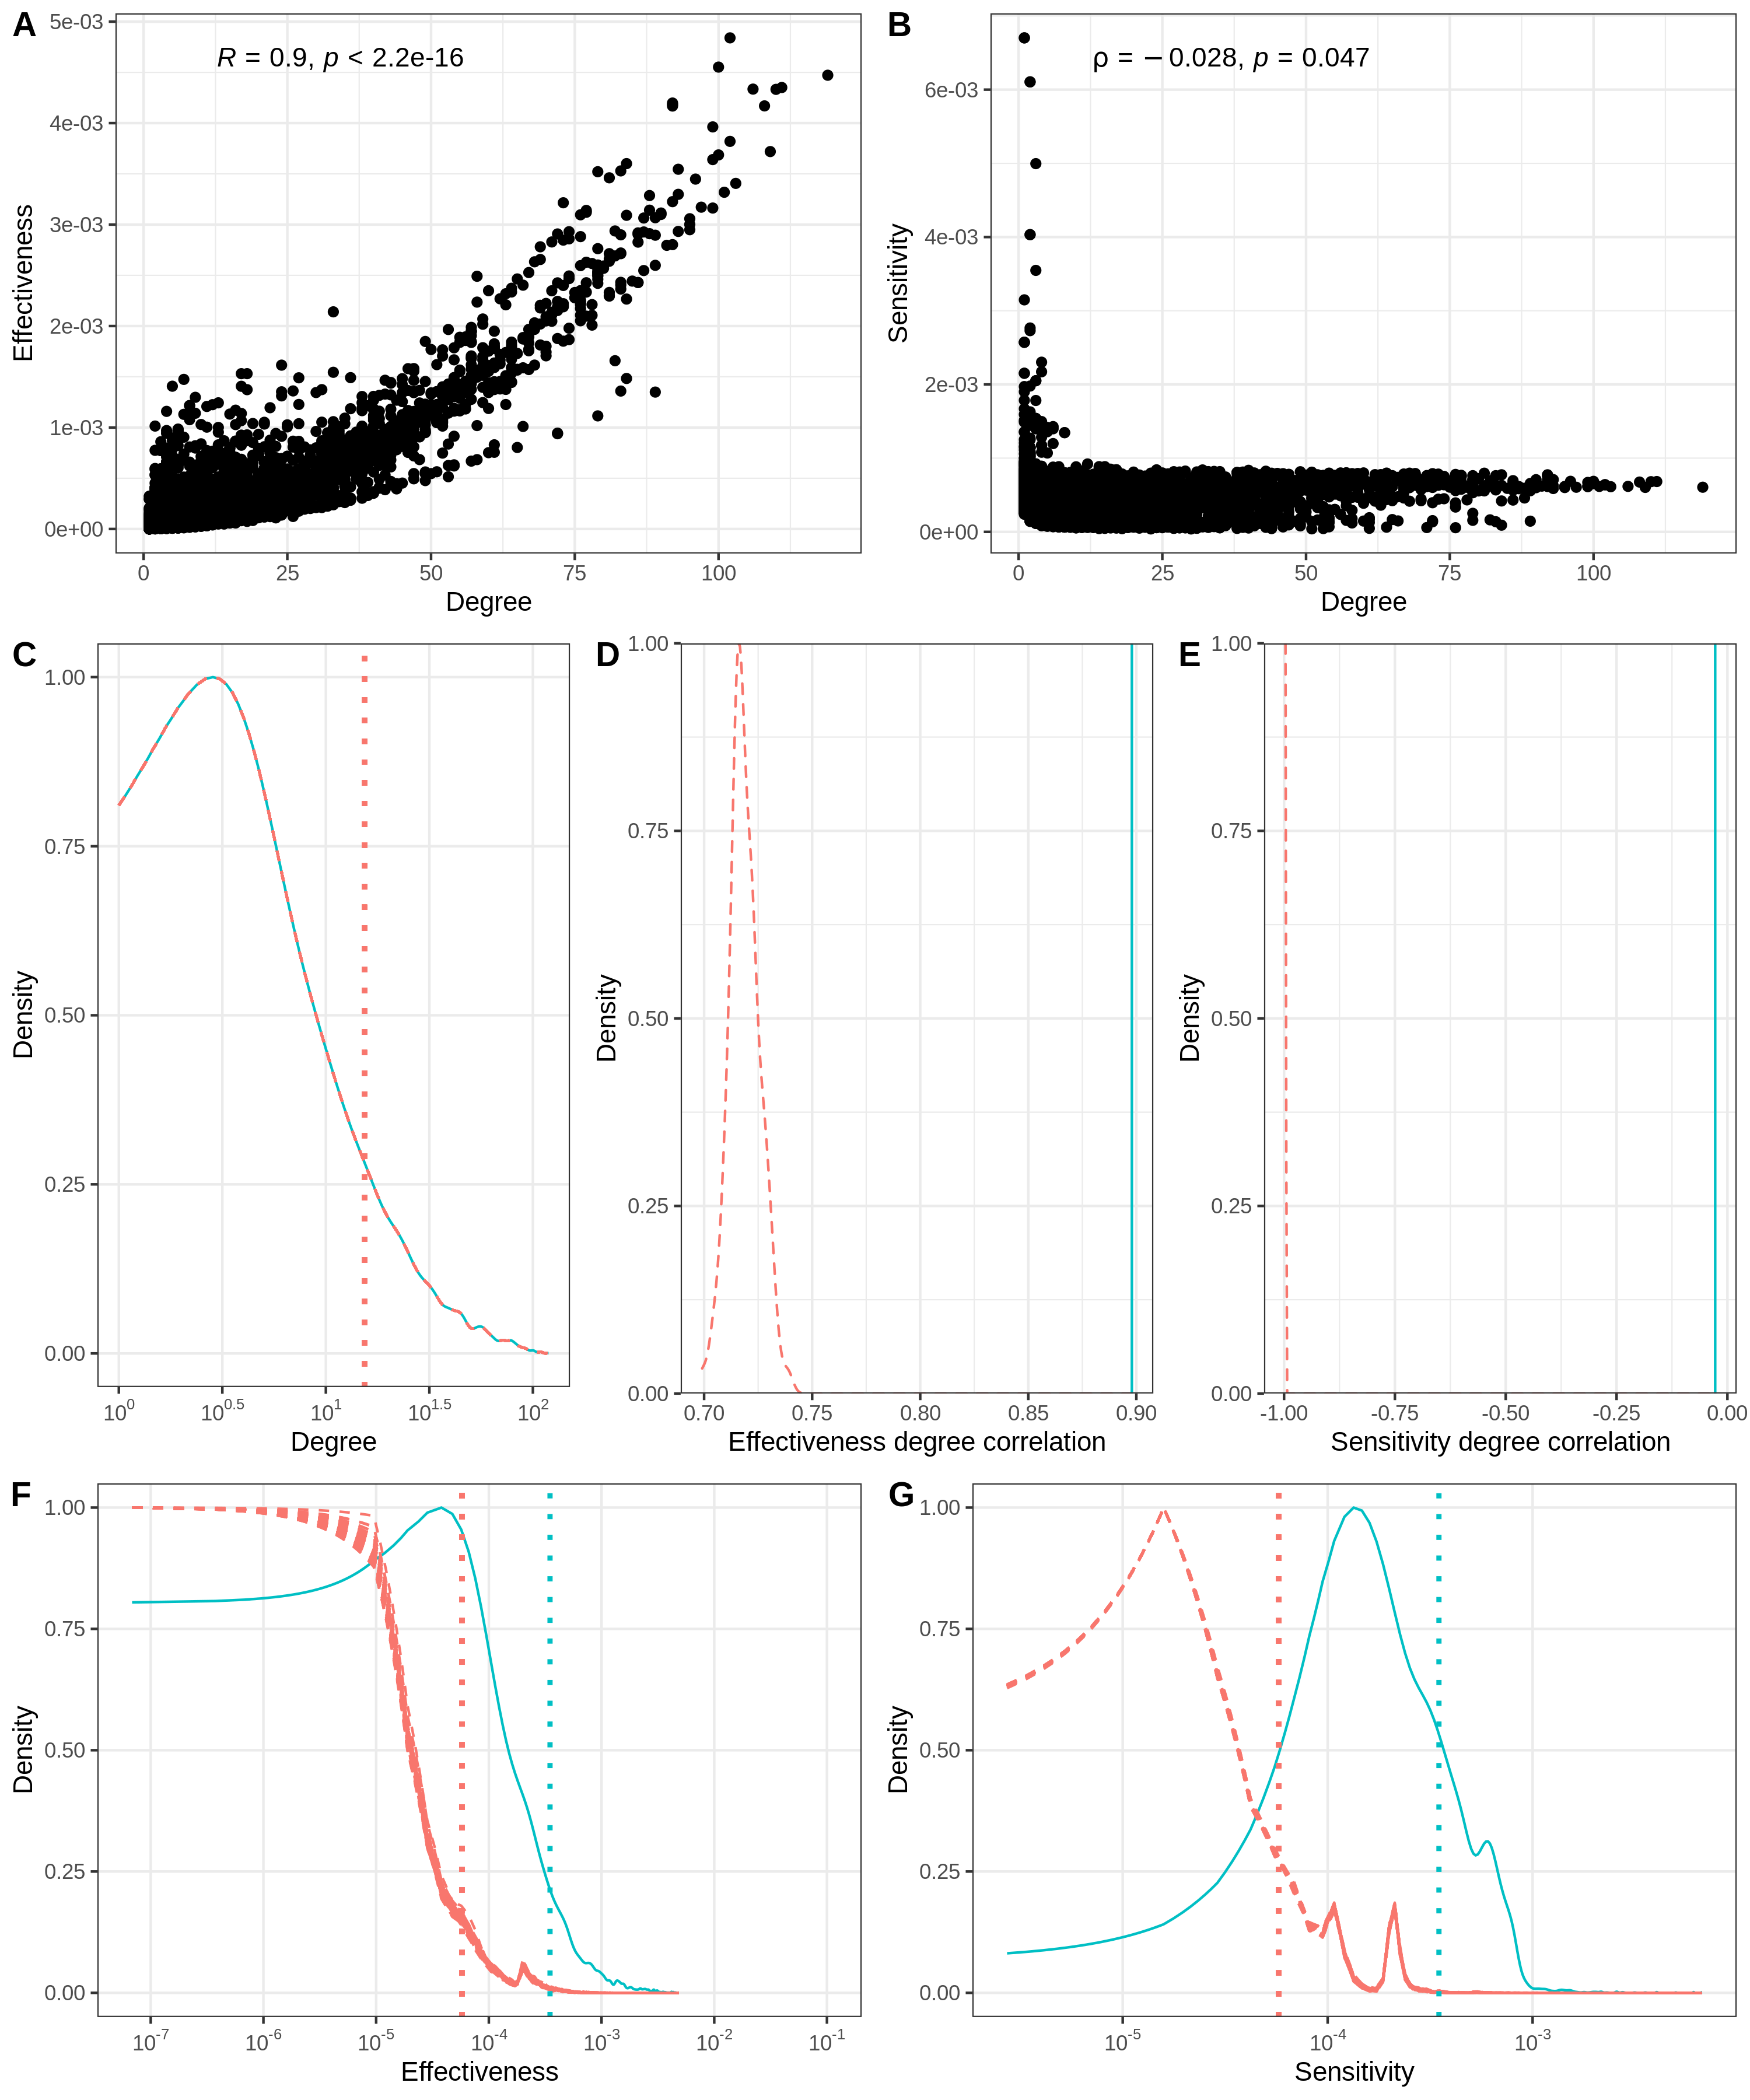 A
R = 0.9, p < 2.2e-16
5e-03
4e-03
3e-03
2e-03
1e-03
0e+00
Effectiveness
0 25 50 75 100
Degree
B
ρ = −0.028, p = 0.047
6e-03
4e-03
2e-03
0e+00
Sensitivity
0 25 50 75 100
Degree
C
1.00
0.75
0.50
0.25
0.00
Density
10^0 10^0.5 10^1 10^1.5 10^2
Degree
D
1.00
0.75
0.50
0.25
0.00
Density
0.70 0.75 0.80 0.85 0.90
Effectiveness degree correlation
E
1.00
0.75
0.50
0.25
0.00
Density
-1.00 -0.75 -0.50 -0.25 0.00
Sensitivity degree correlation
F
1.00
0.75
0.50
0.25
0.00
Density
10^-7 10^-6 10^-5 10^-4 10^-3 10^-2 10^-1
Effectiveness
G
1.00
0.75
0.50
0.25
0.00
Density
10^-5 10^-4 10^-3
Sensitivity